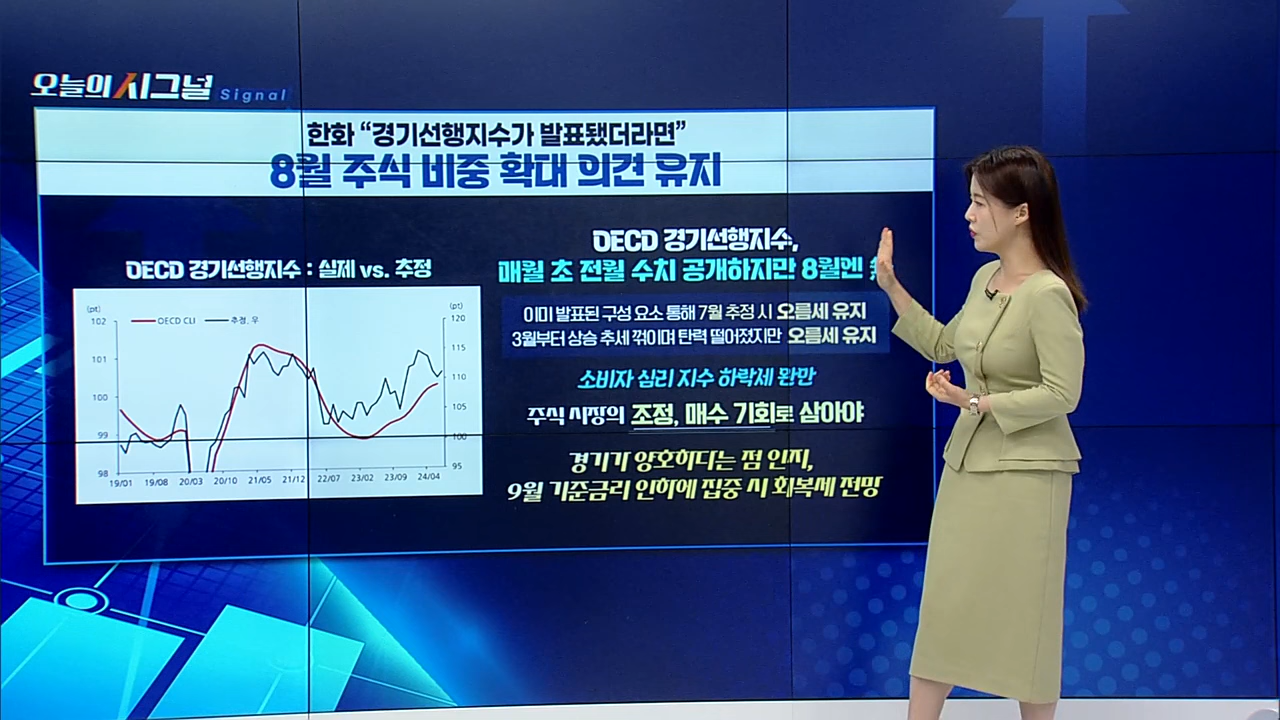 오늘의 시그널 Signal
한화 “경기선행지수가 발표됐더라면”
8월 주식 비중 확대 의견 유지
OECD 경기선행지수 : 실제 vs. 추정
(pt) (pt)
OECD CLI 추정, 우
102 120
101 115
100 110
99 105
98 100
95
19/01 19/08 20/03 20/10 21/05 21/12 22/07 23/02 23/09 24/04
OECD 경기선행지수,
매월 초 전월 수치 공개하지만 8월엔
이미 발표된 구성 요소 통해 7월 추정 시 오름세 유지
3월부터 상승 추세 꺾이며 탄력 떨어졌지만 오름세 유지
소비자 심리 지수 하락세 완만
주식 시장의 조정, 매수 기회로 삼아야
경기가 양호하다는 점 인지,
9월 기준금리 인하에 집중 시 회복세 전망